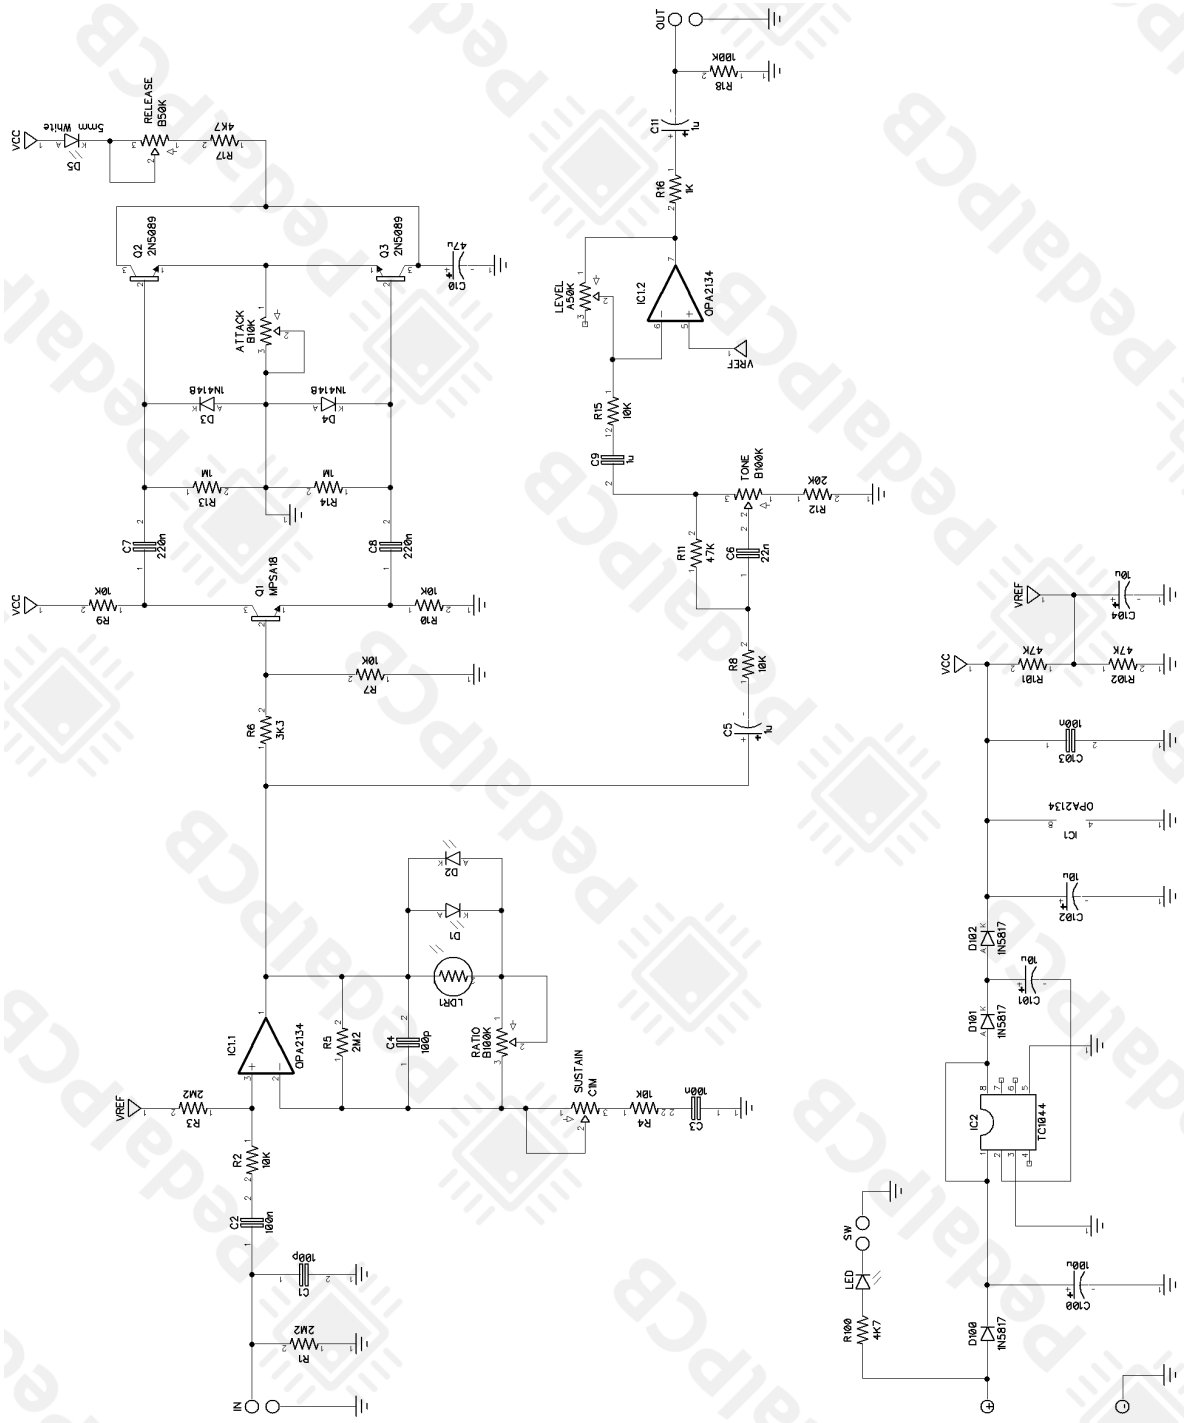 VCC
5mm
White
D5
RELEASE
B50K
4K7
R17
Q2
2N5089
Q3
2N5089
47u
C10
ATTACK
B10K
1N4148
D3
1N4148
D4
1M
R13
1M
R14
C7
220n
C8
220n
VCC
10K
R9
Q1
MPSA18
10K
R10
10K
R7
R6
3K3
OUT
100K
R18
C11
1u
R16
1K
LEVEL
A50K
IC1.2
OPA2134
VREF
R15
10K
C9
1u
TONE
B100K
20K
R12
R11
47K
C6
22n
R8
10K
C5
1u
IC1.1
OPA2134
VREF
2M2
R3
R2
10K
C2
100n
100p
C1
2M2
R1
IN
R5
2M2
C4
100p
LDR1
D1
D2
RATIO
B100K
SUSTAIN
C1M
10K
R4
100n
C3
VREF
10u
C104
VCC
47K
R101
47K
R102
100n
C103
OPA2134
IC1
10u
C102
D102
1N5817
10u
C101
D101
1N5817
IC2
TC1044
SW
LED
R100
4K7
100u
C100
D100
1N5817
+
-
PedalPCB